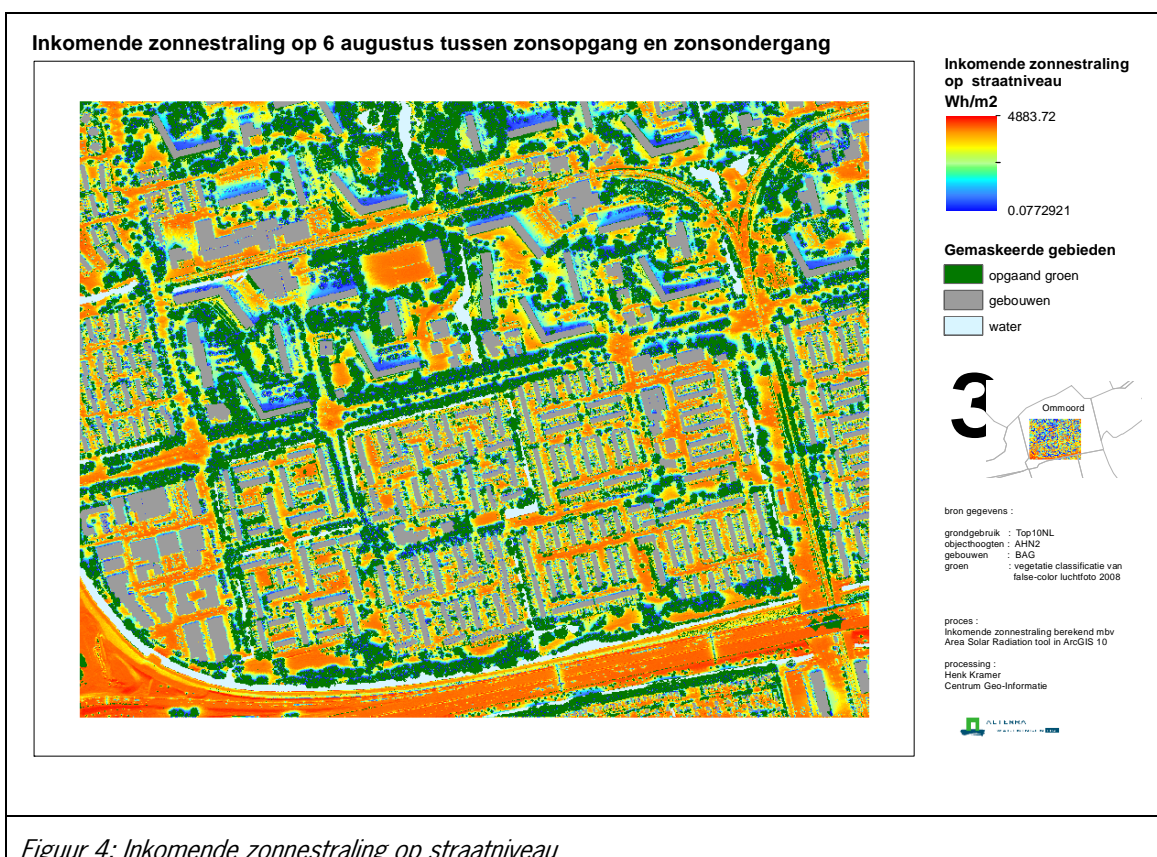 Inkomende zonnestraling op 6 augustus tussen zonsopgang en zonsondergang
Inkomende zonnestraling
op straatniveau
Wh/m2
4883.72
0.0772921
Gemaskeerde gebieden
opgaand groen
gebouwen
water
3
Ommoord
bron gegevens :
grondgebruik : Top10NL
objecthoogten : AHN2
gebouwen : BAG
groen : vegetatie classificatie van
false-color luchtfoto 2008
proces :
Inkomende zonnestraling berekend mbv
Area Solar Radiation tool in ArcGIS 10
processing :
Henk Kramer
Centrum Geo-Informatie
ALTERRA
Figuur 4: Inkomende zonnestraling op straatniveau